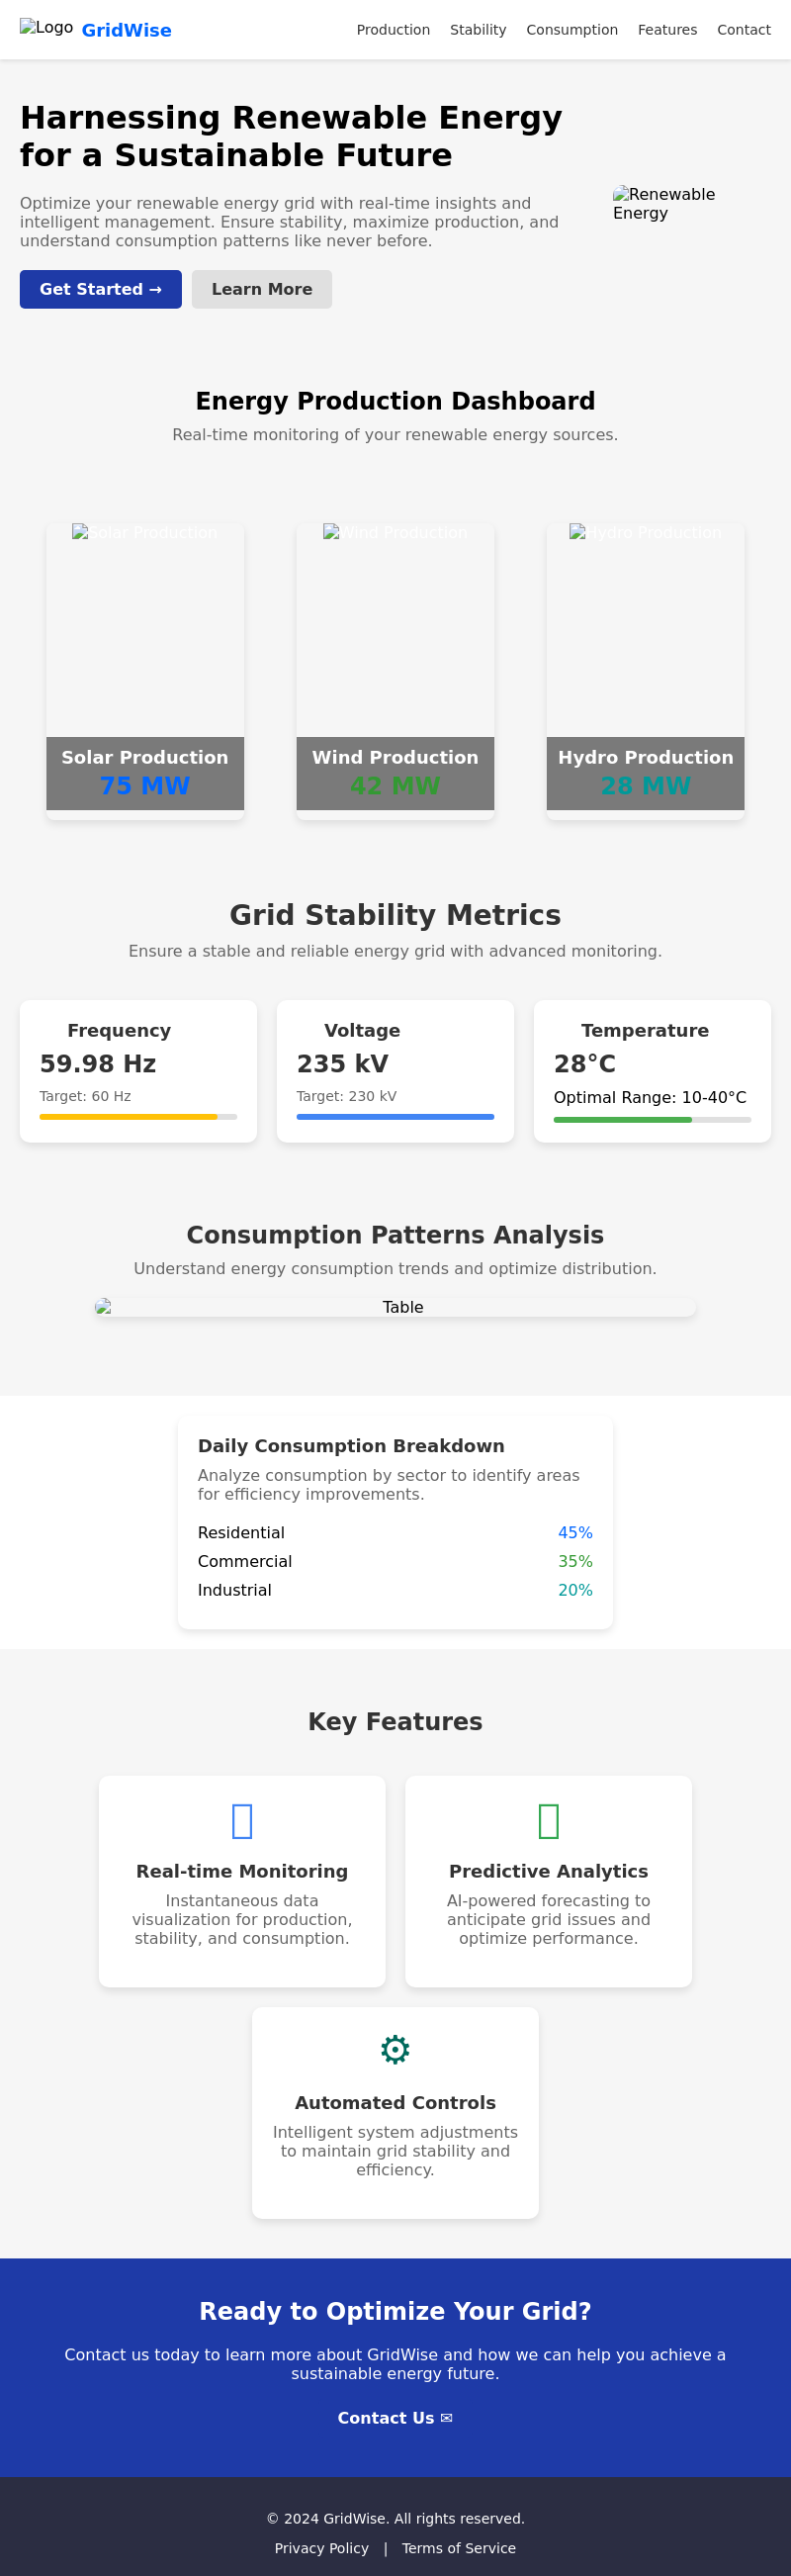 Logo GridWise Production Stability Consumption Features Contact
Harnessing Renewable Energy
for a Sustainable Future
Optimize your renewable energy grid with real-time insights and
intelligent management. Ensure stability, maximize production, and
understand consumption patterns like never before.
Get Started → Learn More
Renewable
Energy
Energy Production Dashboard
Real-time monitoring of your renewable energy sources.
Solar Production Wind Production Hydro Production
Solar Production
75 MW
Wind Production
42 MW
Hydro Production
28 MW
Grid Stability Metrics
Ensure a stable and reliable energy grid with advanced monitoring.
Frequency
59.98 Hz
Target: 60 Hz
Voltage
235 kV
Target: 230 kV
Temperature
28°C
Optimal Range: 10-40°C
Consumption Patterns Analysis
Understand energy consumption trends and optimize distribution.
Table
Daily Consumption Breakdown
Analyze consumption by sector to identify areas
for efficiency improvements.
Residential 45%
Commercial 35%
Industrial 20%
Key Features
Real-time Monitoring
Instantaneous data
visualization for production,
stability, and consumption.
Predictive Analytics
AI-powered forecasting to
anticipate grid issues and
optimize performance.
Automated Controls
Intelligent system adjustments
to maintain grid stability and
efficiency.
Ready to Optimize Your Grid?
Contact us today to learn more about GridWise and how we can help you achieve a
sustainable energy future.
Contact Us ✉
© 2024 GridWise. All rights reserved.
Privacy Policy | Terms of Service